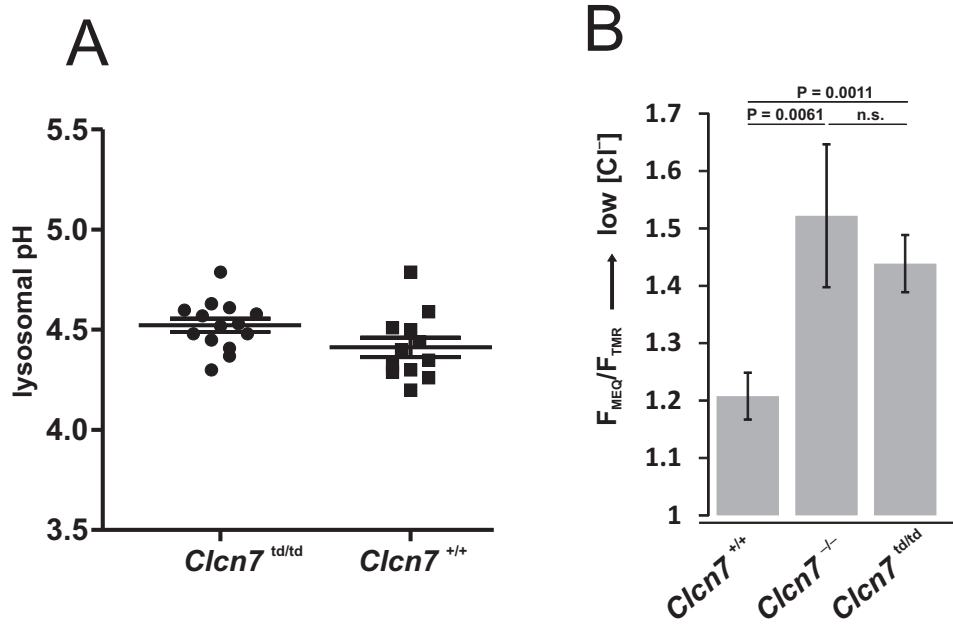 A
5.5
5.0
4.5
4.0
3.5
lysosomal pH
Clcn7 td/td
Clcn7 +/+
B
P = 0.0011
P = 0.0061
n.s.
1.7
1.6
1.5
1.4
1.3
1.2
1.1
1
F_MEQ/F_TMR → low [Cl⁻]
Clcn7 +/+
Clcn7 –/–
Clcn7 td/td